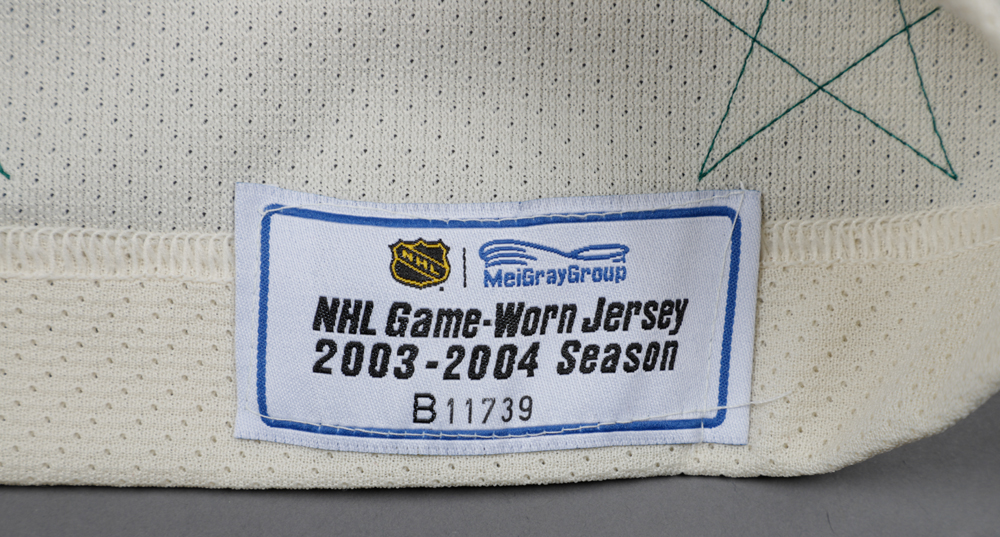 NHL
MeiGrayGroup
NHL Game-Worn Jersey
2003-2004 Season
B11739